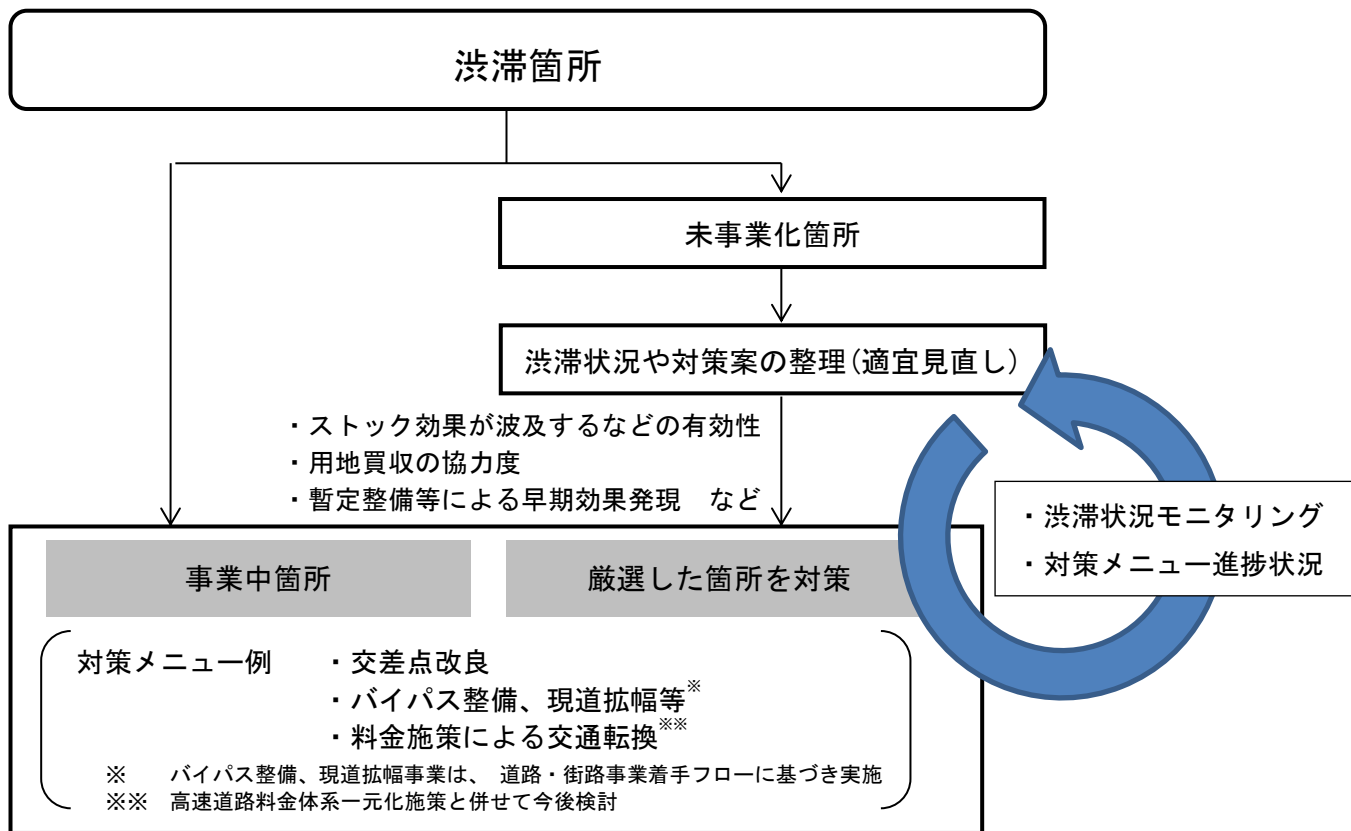 渋滞箇所
未事業化箇所
渋滞状況や対策案の整理(適宜見直し)
・ストック効果が波及するなどの有効性
・用地買収の協力度
・暫定整備等による早期効果発現　など
・渋滞状況モニタリング
・対策メニュー進捗状況
事業中箇所
厳選した箇所を対策
対策メニュー例　・交差点改良
・バイパス整備、現道拡幅等※
・料金施策による交通転換※※
※　バイパス整備、現道拡幅事業は、 道路・街路事業着手フローに基づき実施
※※　高速道路料金体系一元化施策と併せて今後検討